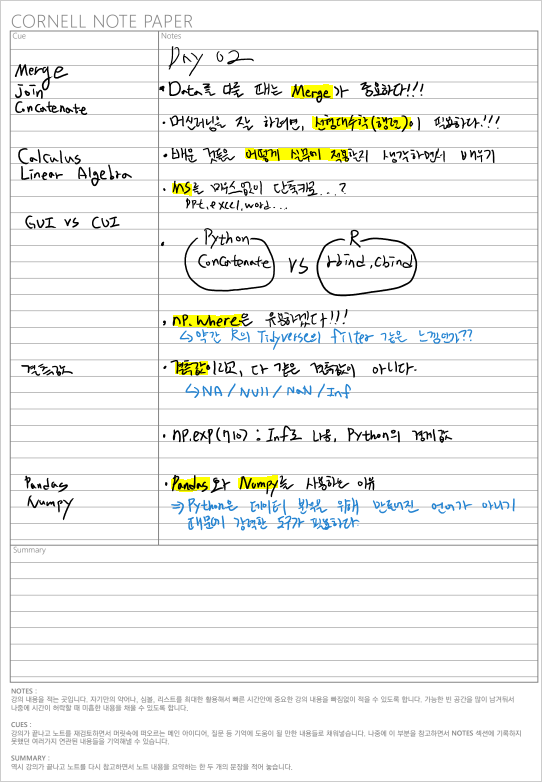 CORNELL NOTE PAPER
Cue
Notes
Day 02
Merge
Join
Concatenate
• Data를 다룰 때는 Merge가 중요하다!!!
• 머신러닝을 잘 하려면, 선형대수학(행렬)이 필요하다!!!
Calculus
Linear Algebra
• 배운 것들을 어떻게 실무에 적용할지 생각하면서 배우기
• MS를 마우스없이 단축키로...?
PPt, excel, word...
GUI vs CUI
• Python
Concatenate
VS
R
rbind, cbind
• np.where은 유용하겠다!!!
↳ 약간 R의 Tidyverse의 filter 같은 느낌인가??
결측값
• 결측값이라고, 다 같은 결측값이 아니다.
↳ NA / Null / NaN / Inf
• np.exp(710) : Inf로 나옴, Python의 경계값
Pandas
Numpy
• Pandas와 Numpy를 사용하는 이유
⇒ Python은 데이터 분석을 위해 만들어진 언어가 아니기
때문에 강력한 도구가 필요하다.
Summary
NOTES :
강의 내용을 적는 곳입니다. 자기만의 약어나, 심볼, 리스트를 최대한 활용해서 빠른 시간안에 중요한 강의 내용을 빠짐없이 적을 수 있도록 합니다. 가능한 빈 공간을 많이 남겨둬서
나중에 시간이 허락할 때 미흡한 내용을 채울 수 있도록 합니다.
CUES :
강의가 끝나고 노트를 재검토하면서 머릿속에 떠오르는 메인 아이디어, 질문 등 기억에 도움이 될 만한 내용들로 채워넣습니다. 나중에 이 부분을 참고하면서 NOTES 섹션에 기록하지
못했던 여러가지 연관된 내용들을 기억해낼 수 있습니다.
SUMMARY :
역시 강의가 끝나고 노트를 다시 참고하면서 노트 내용을 요약하는 한 두 개의 문장을 적어 놓습니다.